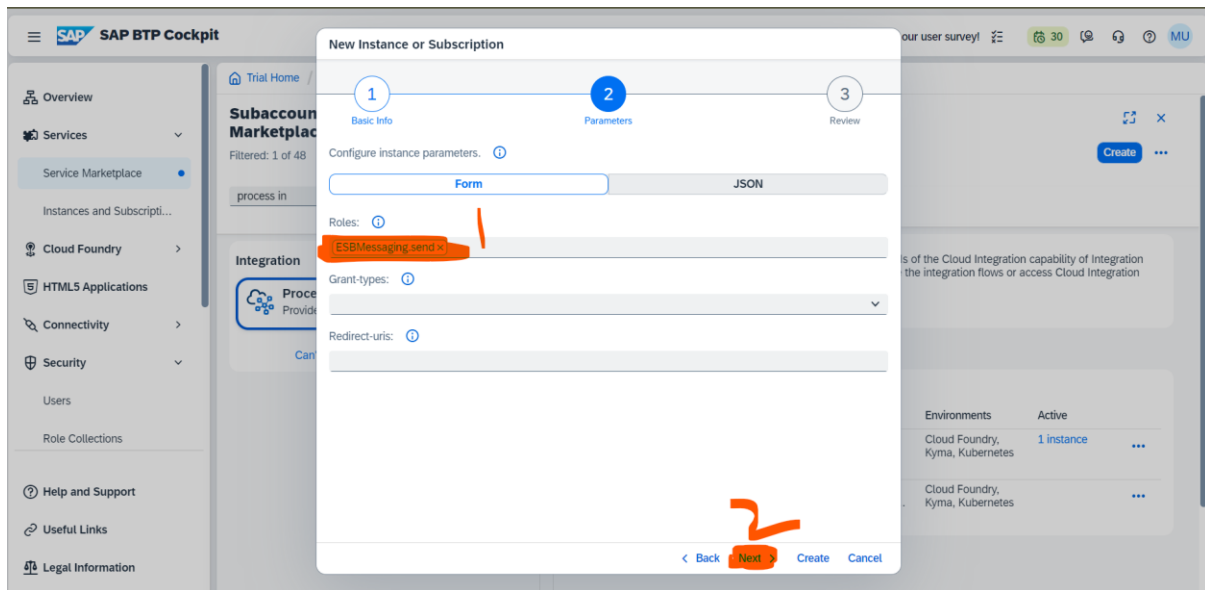 SAP SAP BTP Cockpit
our user survey!
30
MU
Overview
Services
Service Marketplace
Instances and Subscripti...
Cloud Foundry
HTML5 Applications
Connectivity
Security
Users
Role Collections
Help and Support
Useful Links
Legal Information
Trial Home /
Subaccoun
Marketplac
Filtered: 1 of 48
process in
Integration
Proce
Provide
Can'
New Instance or Subscription
1
2
3
Basic Info
Parameters
Review
Configure instance parameters.
Form
JSON
Roles:
1
ESBMessaging.send ×
Grant-types:
Redirect-uris:
2
< Back
Next >
Create
Cancel
Create
ls of the Cloud Integration capability of Integration
the integration flows or access Cloud Integration
Environments
Active
Cloud Foundry,
Kyma, Kubernetes
1 instance
Cloud Foundry,
Kyma, Kubernetes